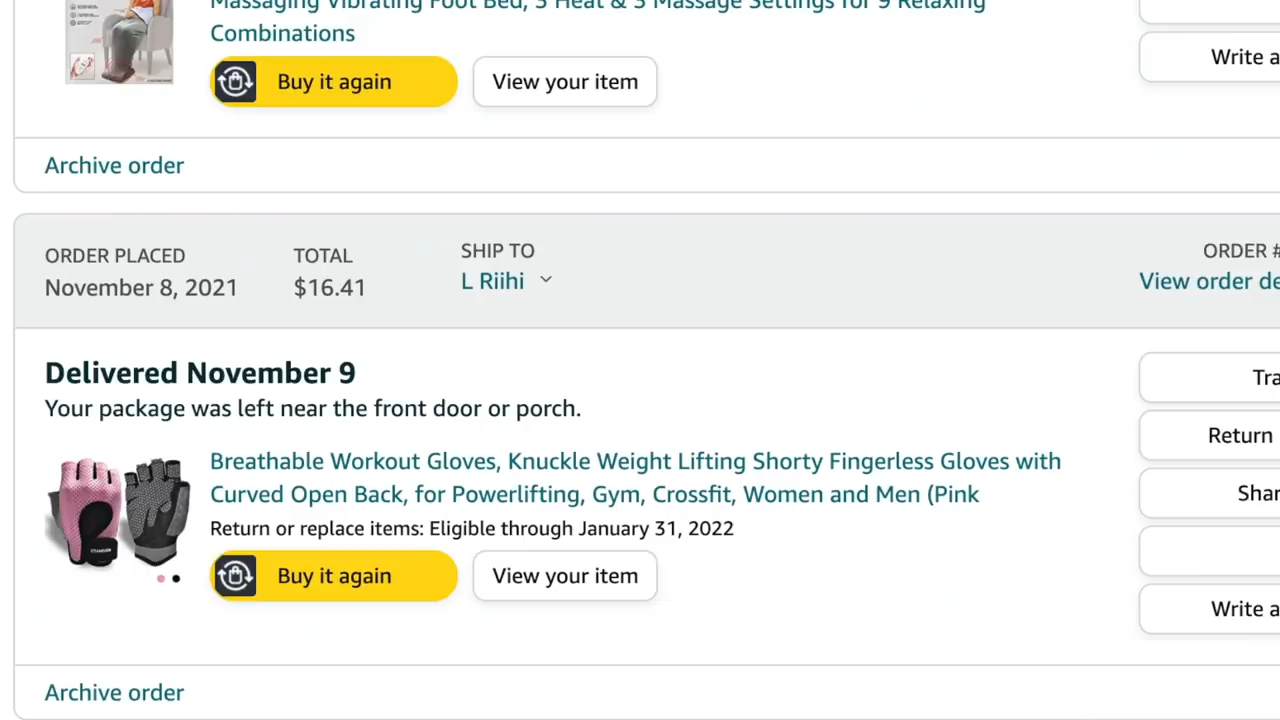 Massaging Vibrating Foot Bed, 3 Heat & 3 Massage Settings for 9 Relaxing
Combinations
Buy it again
View your item
Write a
Archive order
ORDER PLACED
November 8, 2021
TOTAL
$16.41
SHIP TO
L Riihi
ORDER #
View order de
Delivered November 9
Your package was left near the front door or porch.
Tra
Return
Breathable Workout Gloves, Knuckle Weight Lifting Shorty Fingerless Gloves with
Curved Open Back, for Powerlifting, Gym, Crossfit, Women and Men (Pink
Shar
Return or replace items: Eligible through January 31, 2022
Buy it again
View your item
Write a
Archive order